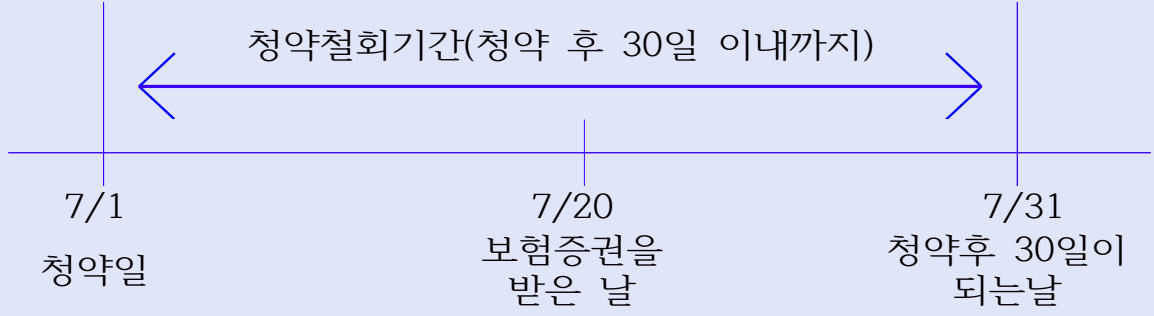 청약철회기간(청약 후 30일 이내까지)
7/1
청약일
7/20
보험증권을
받은 날
7/31
청약후 30일이
되는날